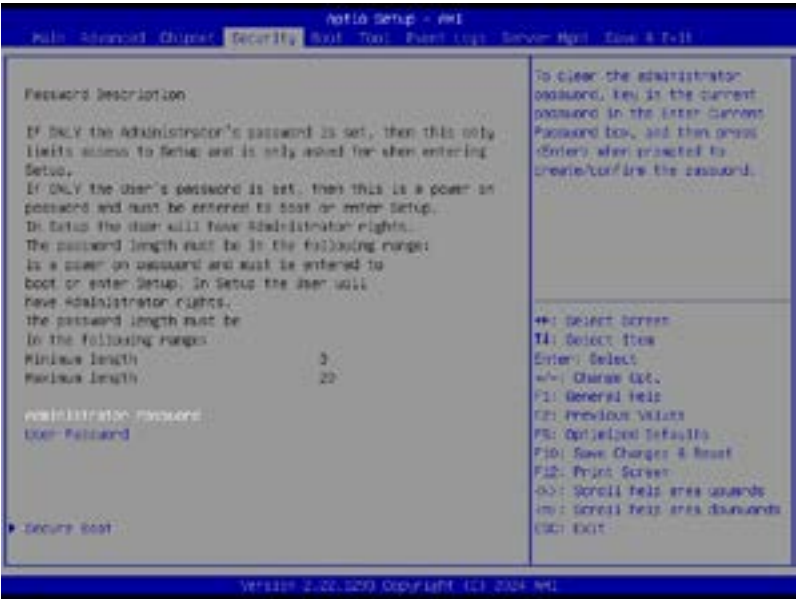 Aptio Setup - AMI
Main Advanced Chipset Security Boot Tool Event Logs Server Mgmt Save & Exit
Password Description
If ONLY the Administrator's password is set, then this only
limits access to Setup and is only asked for when entering
Setup.
If ONLY the User's password is set, then this is a power on
password and must be entered to boot or enter Setup.
In Setup the User will have Administrator rights.
The password length must be in the following range:
is a power on password and must be entered to
boot or enter Setup. In Setup the User will
have Administrator rights.
The password length must be
in the following range:
Minimum length 3
Maximum length 20
Administrator Password
User Password
Secure Boot
To clear the administrator
password, key in the current
password in the Enter Current
Password box, and then press
<Enter> when prompted to
create/confirm the password.
: Select Screen
: Select Item
Enter: Select
+/-: Change Opt.
F1: General Help
F2: Previous Values
F5: Optimized Defaults
F10: Save Changes & Reset
F12: Print Screen
<k>: Scroll help area upwards
<m>: Scroll help area downwards
ESC: Exit
Version 2.22.1293 Copyright (C) 2024 AMI